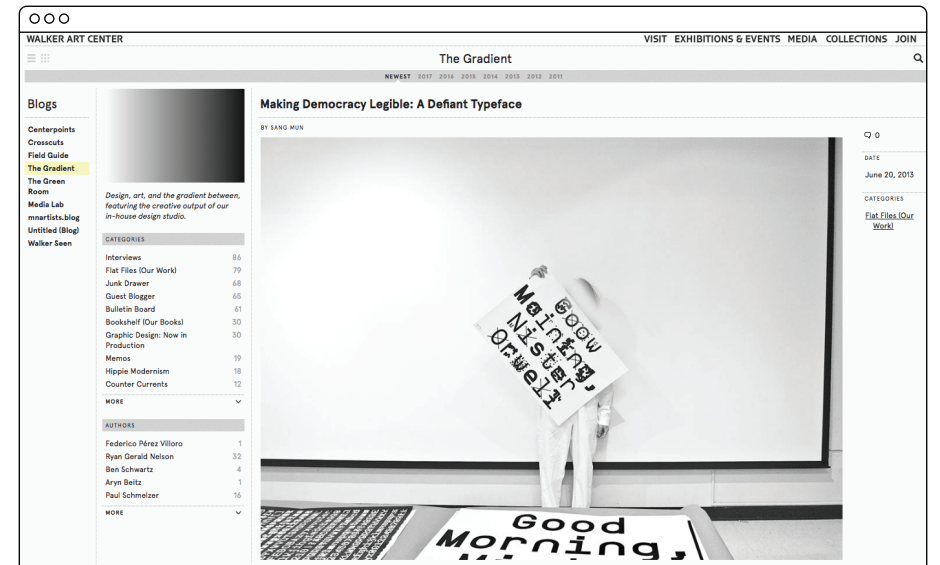 WALKER ART CENTER
VISIT EXHIBITIONS & EVENTS MEDIA COLLECTIONS JOIN
The Gradient
NEWEST 2017 2016 2015 2014 2013 2012 2011
Blogs
Centerpoints
Crosscuts
Field Guide
The Gradient
The Green
Room
Media Lab
mnartists.blog
Untitled (Blog)
Walker Seen
Design, art, and the gradient between,
featuring the creative output of our
in-house design studio.
CATEGORIES
Interviews 86
Flat Files (Our Work) 79
Junk Drawer 68
Guest Blogger 65
Bulletin Board 61
Bookshelf (Our Books) 30
Graphic Design: Now in 30
Production
Memos 19
Hippie Modernism 18
Counter Currents 12
MORE
AUTHORS
Federico Pérez Villoro 1
Ryan Gerald Nelson 32
Ben Schwartz 4
Aryn Beitz 1
Paul Schmelzer 16
MORE
Making Democracy Legible: A Defiant Typeface
BY SANG MUN
Good
Morning,
0
DATE
June 20, 2013
CATEGORIES
Flat Files (Our
Work)